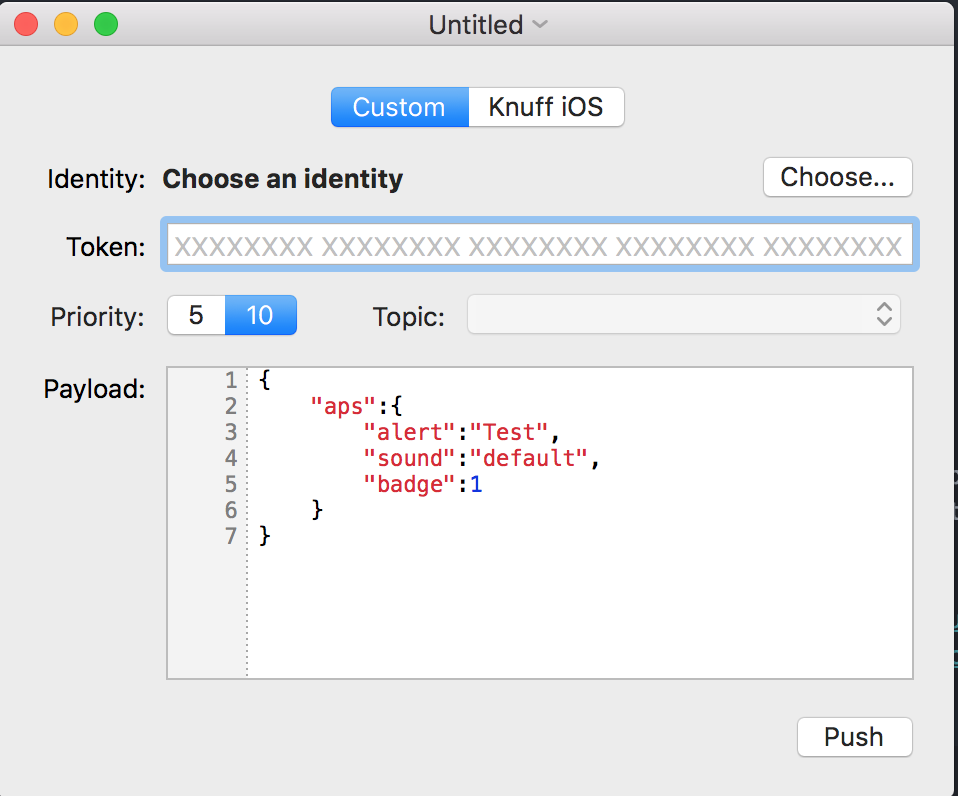 Untitled
Custom Knuff iOS
Identity: Choose an identity Choose...
Token: XXXXXXXX XXXXXXXX XXXXXXXX XXXXXXXX XXXXXXXX
Priority: 5 10 Topic:
Payload:
1 {
2     "aps":{
3         "alert":"Test",
4         "sound":"default",
5         "badge":1
6     }
7 }
Push